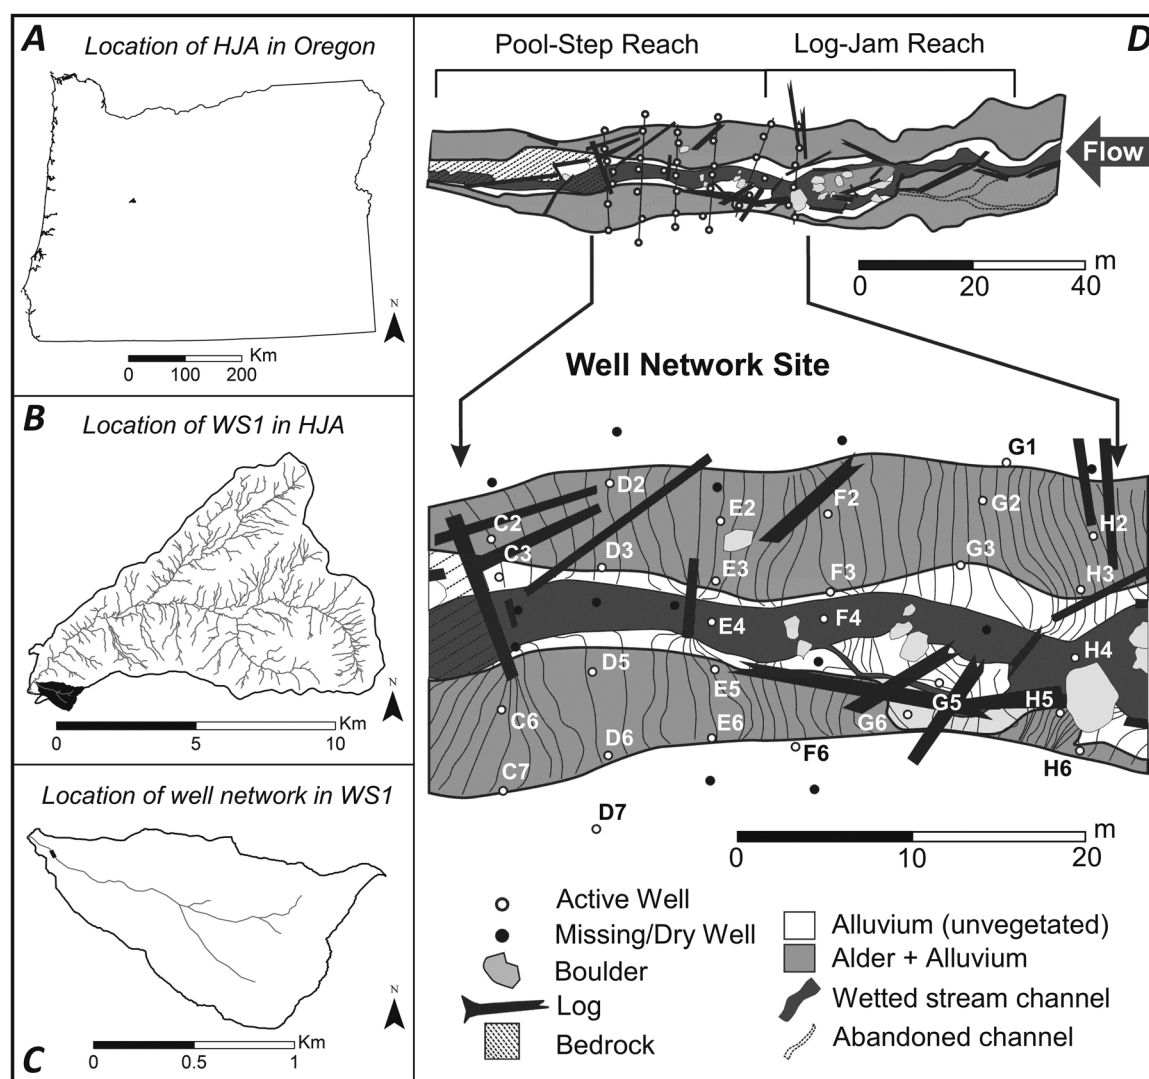 A
Location of HJA in Oregon
N
Km
0 100 200
B
Location of WS1 in HJA
N
Km
0 5 10
Location of well network in WS1
N
Km
0 0.5 1
C
D
Pool-Step Reach
Log-Jam Reach
Flow
m
0 20 40
Well Network Site
G1
D2
E2
F2
G2
C2
H2
C3
D3
E3
F3
G3
H3
E4
F4
H4
D5
E5
G5
H5
C6
D6
E6
F6
G6
H6
C7
D7
m
0 10 20
Active Well
Missing/Dry Well
Boulder
Log
Bedrock
Alluvium (unvegetated)
Alder + Alluvium
Wetted stream channel
Abandoned channel